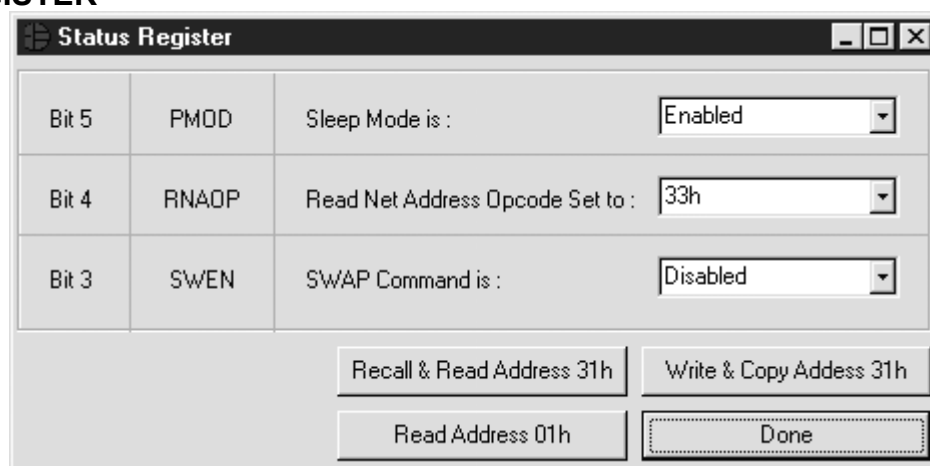 Status Register
Bit 5 PMOD Sleep Mode is : Enabled
Bit 4 RNAOP Read Net Address Opcode Set to : 33h
Bit 3 SWEN SWAP Command is : Disabled
Recall & Read Address 31h Write & Copy Addess 31h
Read Address 01h Done